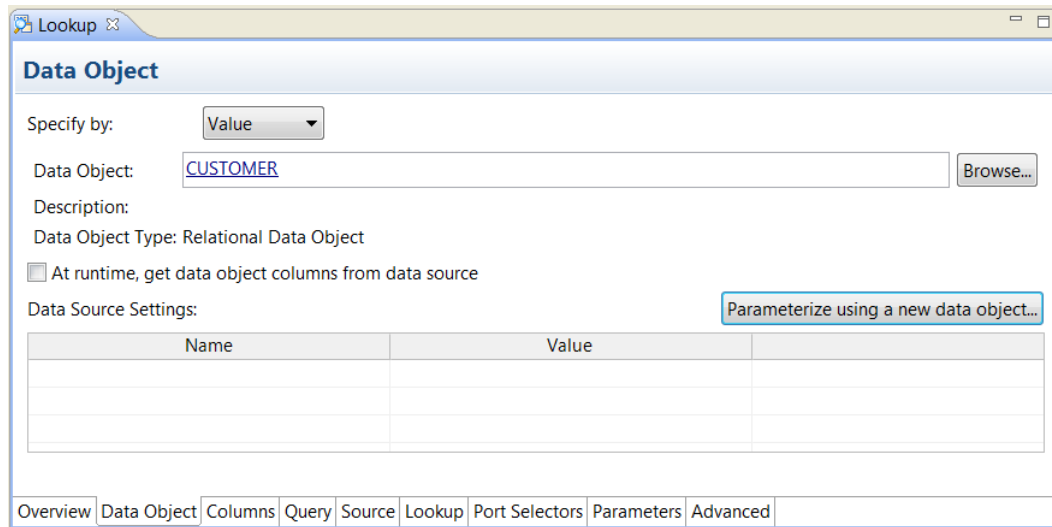 Lookup
Data Object
Specify by: Value
Data Object: CUSTOMER Browse...
Description:
Data Object Type: Relational Data Object
At runtime, get data object columns from data source
Data Source Settings: Parameterize using a new data object...
Name Value
Overview Data Object Columns Query Source Lookup Port Selectors Parameters Advanced